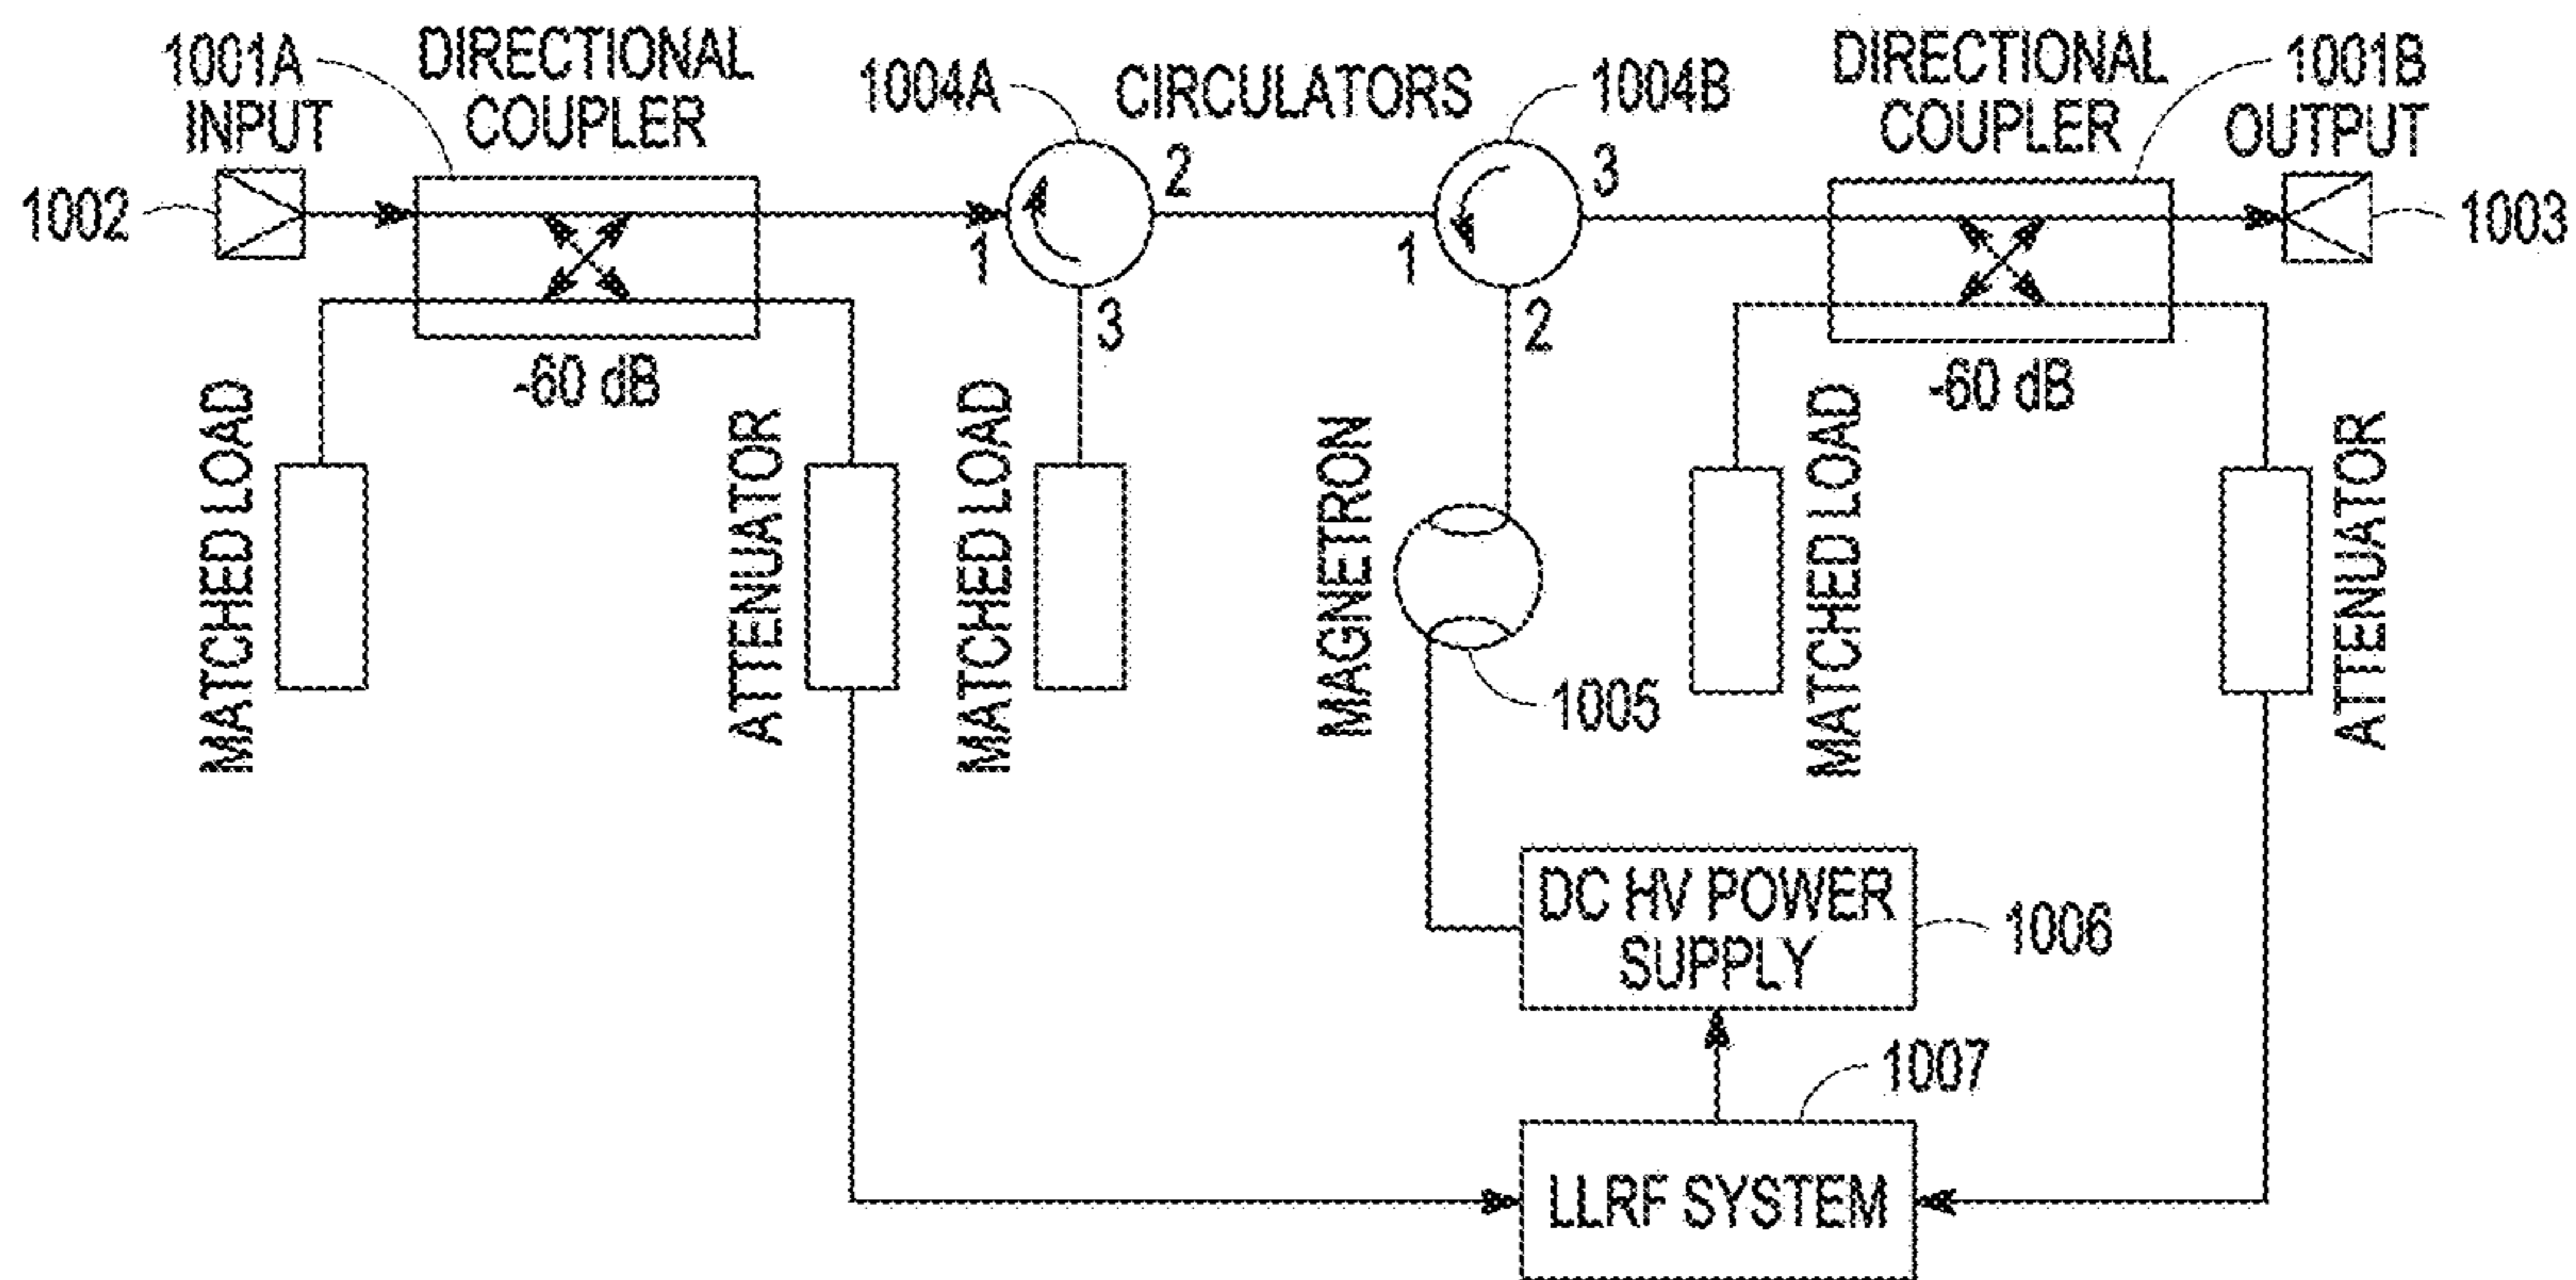 1001A
INPUT
DIRECTIONAL
COUPLER
1004A
CIRCULATORS
1004B
DIRECTIONAL
COUPLER
1001B
OUTPUT
1002
1
2
3
1
3
2
1003
-60 dB
-60 dB
MATCHED LOAD
ATTENUATOR
MATCHED LOAD
MAGNETRON
1005
MATCHED LOAD
ATTENUATOR
DC HV POWER
SUPPLY
1006
1007
LLRF SYSTEM